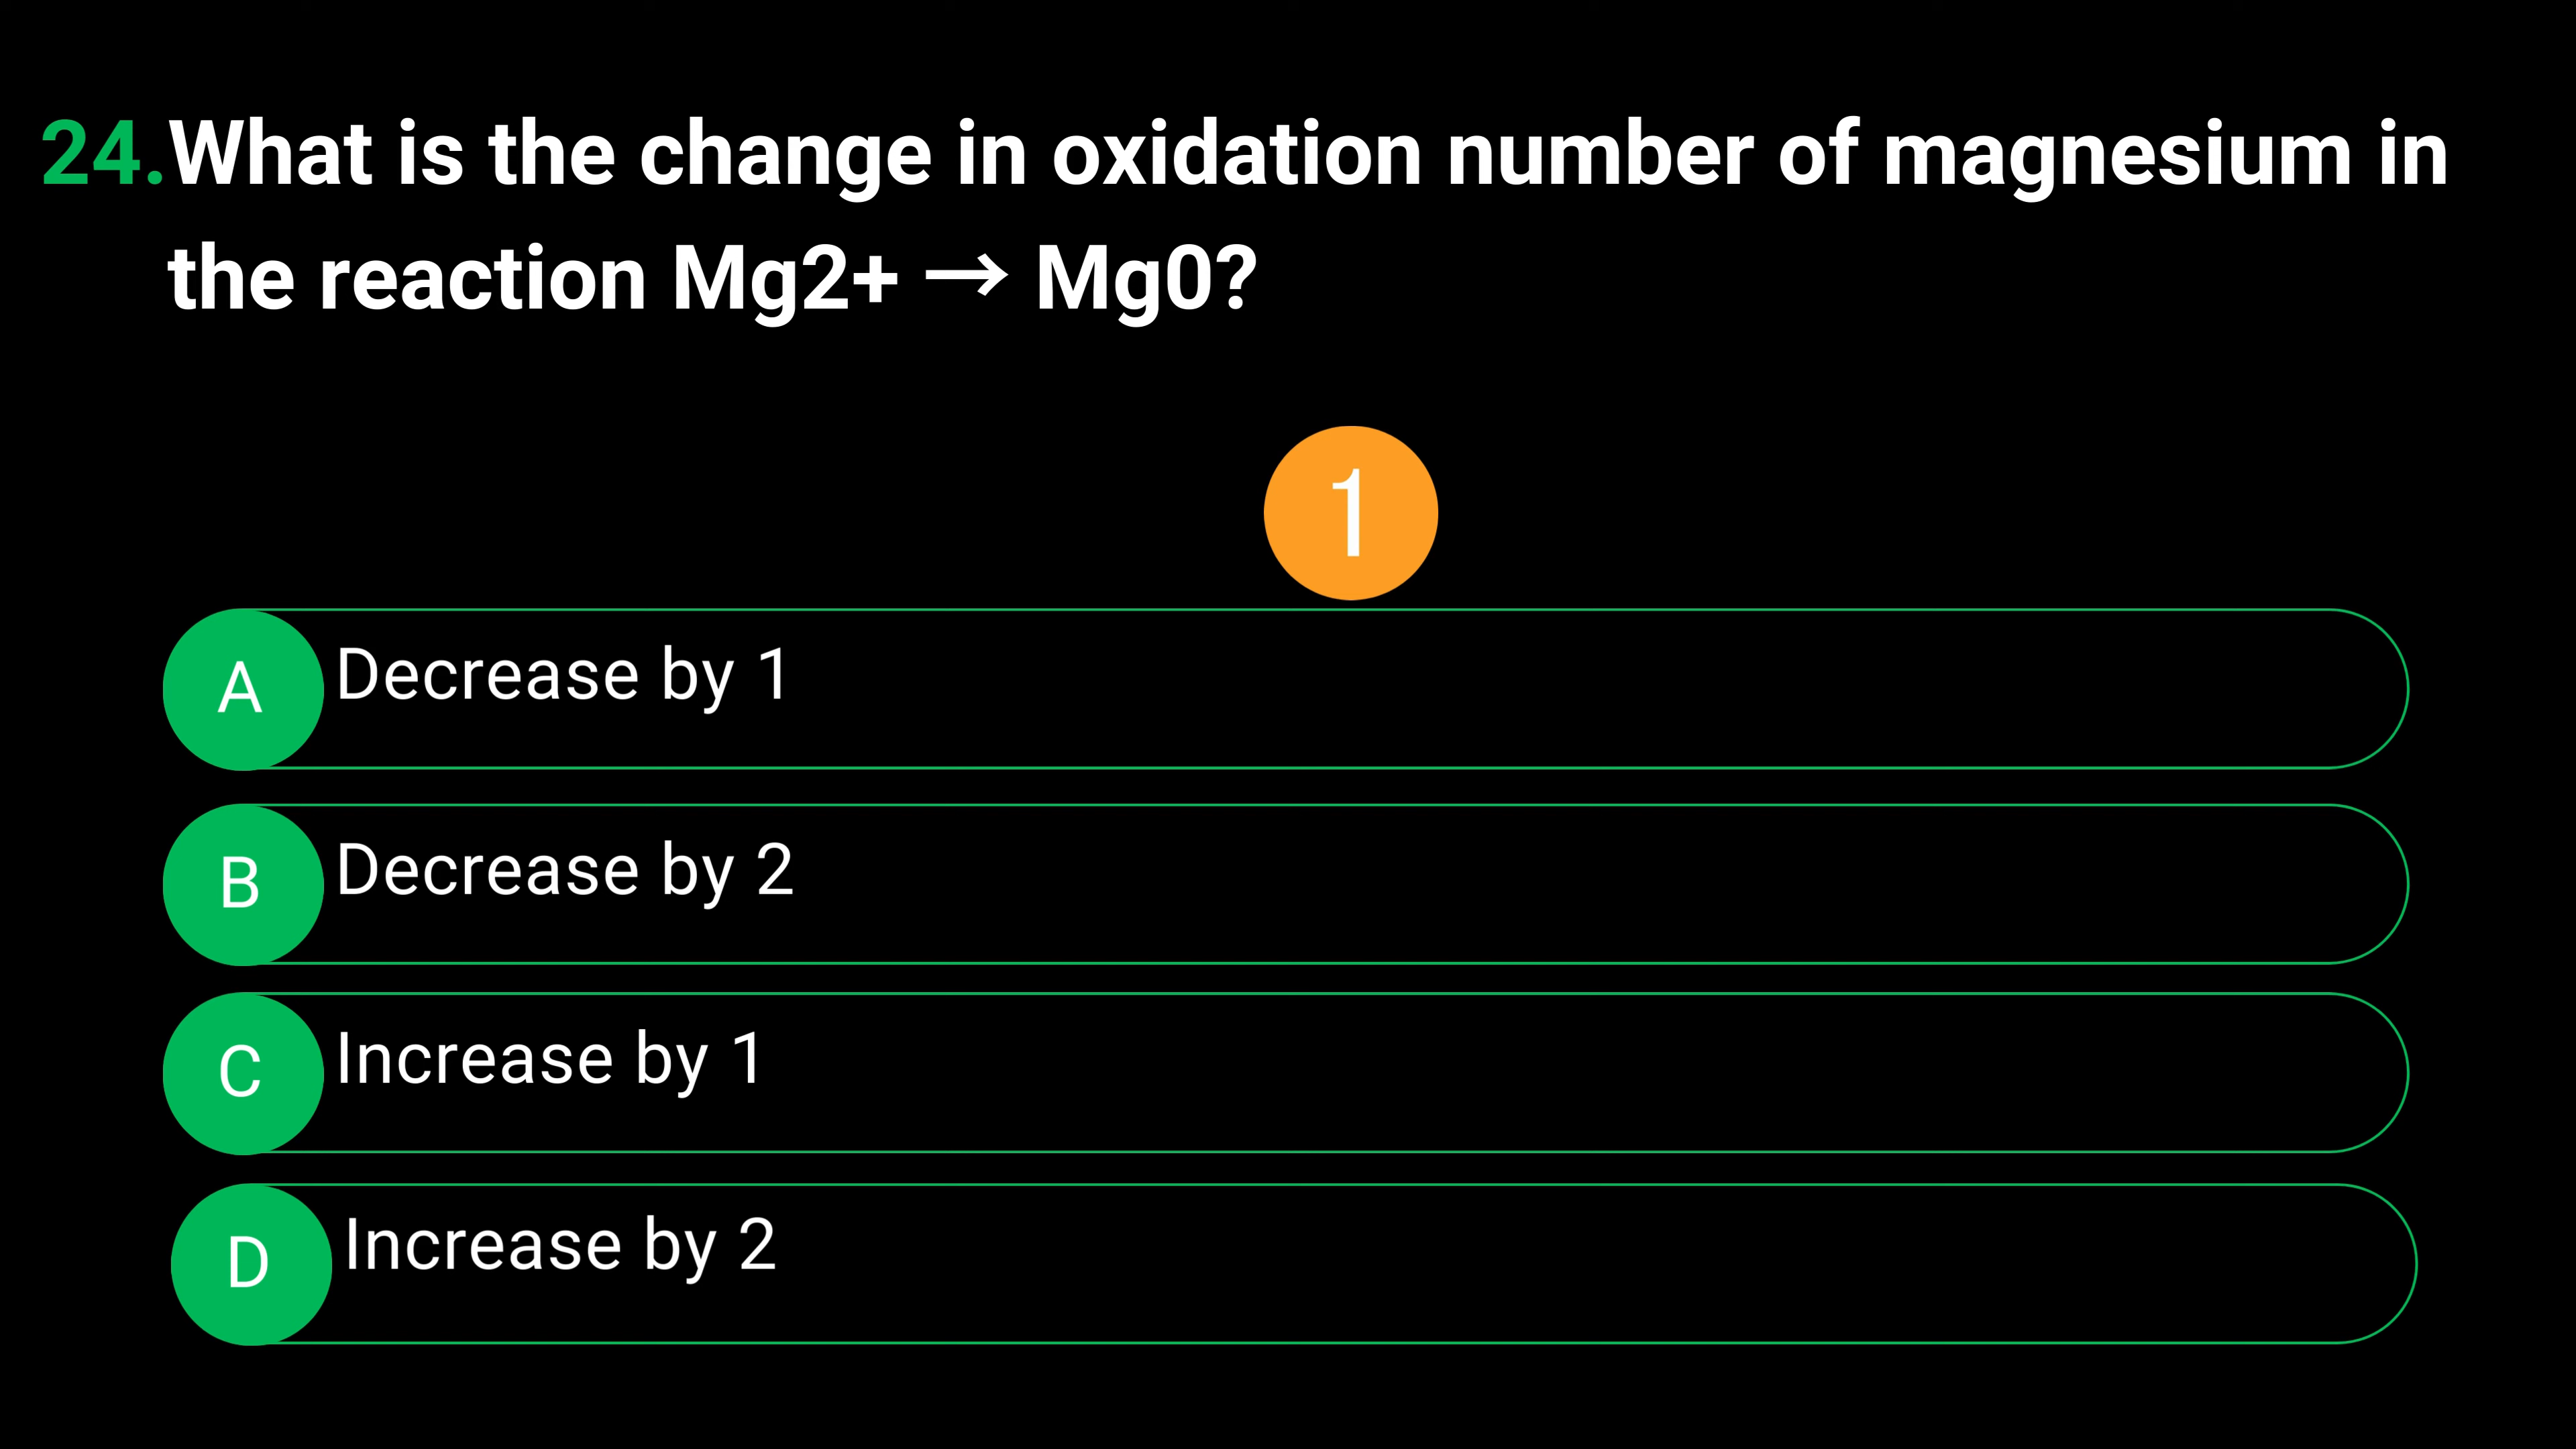 24.What is the change in oxidation number of magnesium in
the reaction Mg2+ → Mg0?
1
A Decrease by 1
B Decrease by 2
C Increase by 1
D Increase by 2